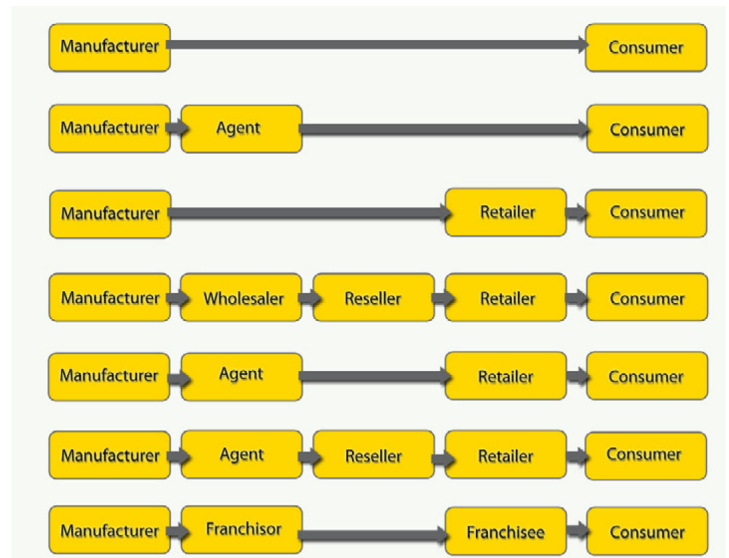 Manufacturer Consumer
Manufacturer Agent Consumer
Manufacturer Retailer Consumer
Manufacturer Wholesaler Reseller Retailer Consumer
Manufacturer Agent Retailer Consumer
Manufacturer Agent Reseller Retailer Consumer
Manufacturer Franchisor Franchisee Consumer